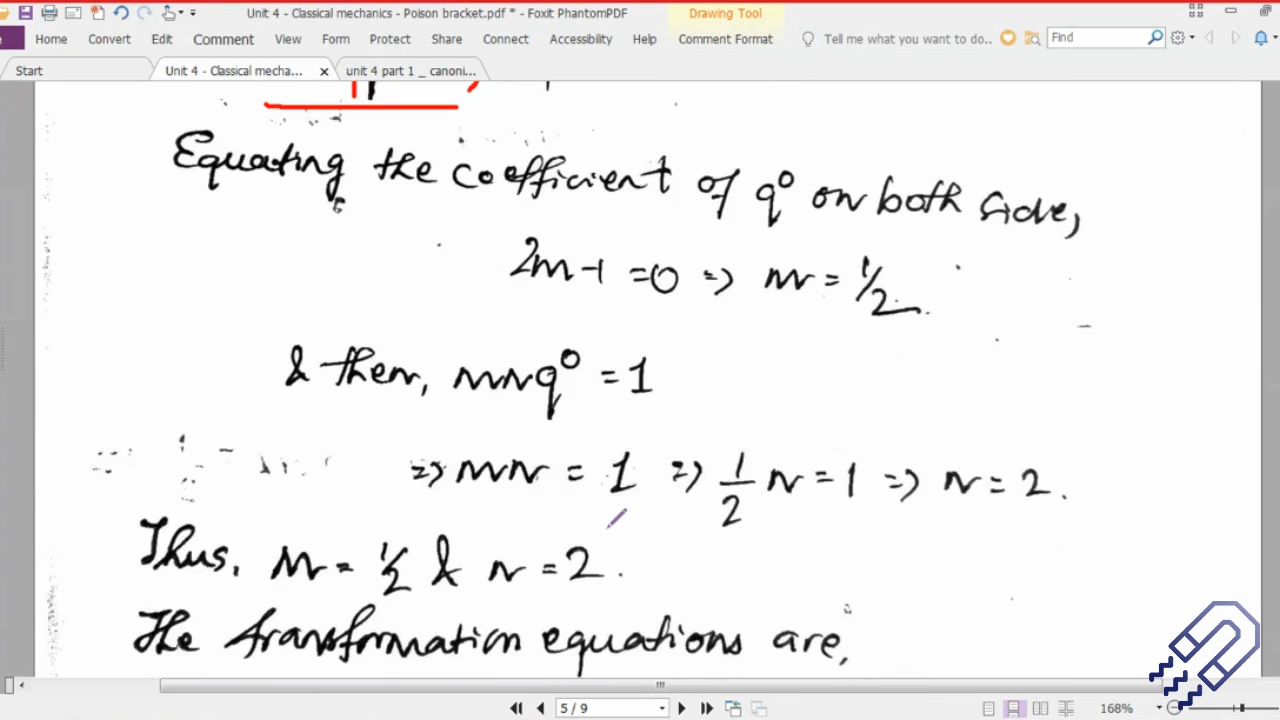 Unit 4 - Classical mechanics - Poison bracket.pdf * - Foxit PhantomPDF
Drawing Tool
Home Convert Edit Comment View Form Protect Share Connect Accessibility Help Comment Format Tell me what you want to do.. Find
Start Unit 4 - Classical mecha... unit 4 part 1 _ canoni...
Equating the coefficient of q⁰ on both side,
2m-1 =0 => m = 1/2.
& then, mnq⁰ = 1
=> mn = 1 => 1/2 n = 1 => n = 2.
Thus, m = 1/2 & n = 2.
The transformation equations are,
5 / 9
168%